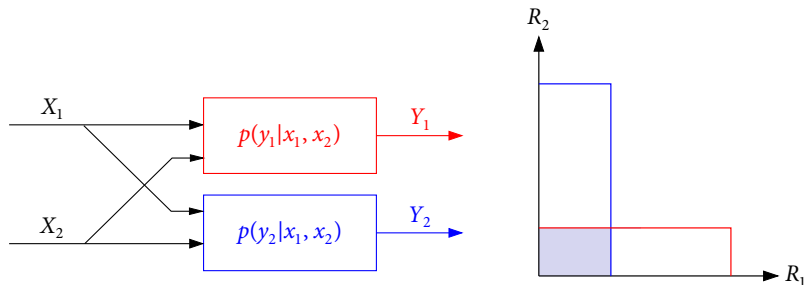 X₁
p(y₁|x₁, x₂)
Y₁
X₂
p(y₂|x₁, x₂)
Y₂
R₂
R₁